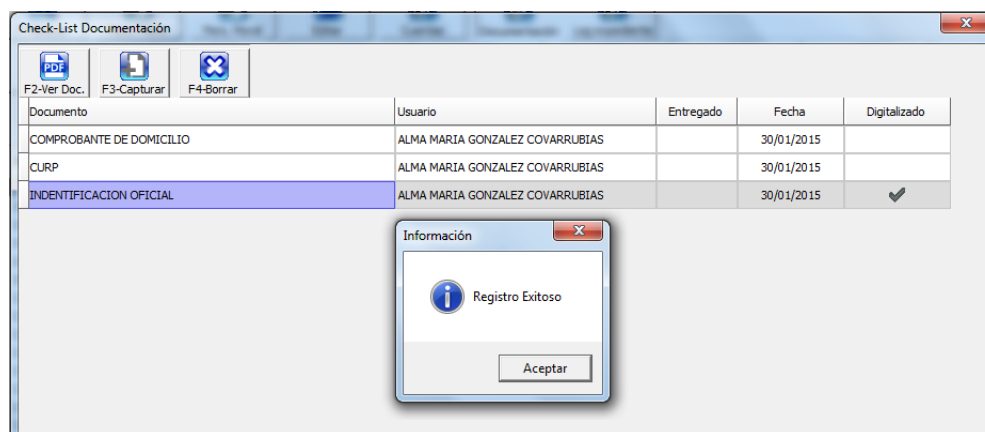 Check-List Documentación
PDF
F2-Ver Doc. F3-Capturar F4-Borrar
Documento Usuario Entregado Fecha Digitalizado
COMPROBANTE DE DOMICILIO ALMA MARIA GONZALEZ COVARRUBIAS 30/01/2015
CURP ALMA MARIA GONZALEZ COVARRUBIAS 30/01/2015
INDENTIFICACION OFICIAL ALMA MARIA GONZALEZ COVARRUBIAS 30/01/2015
Información
Registro Exitoso
Aceptar